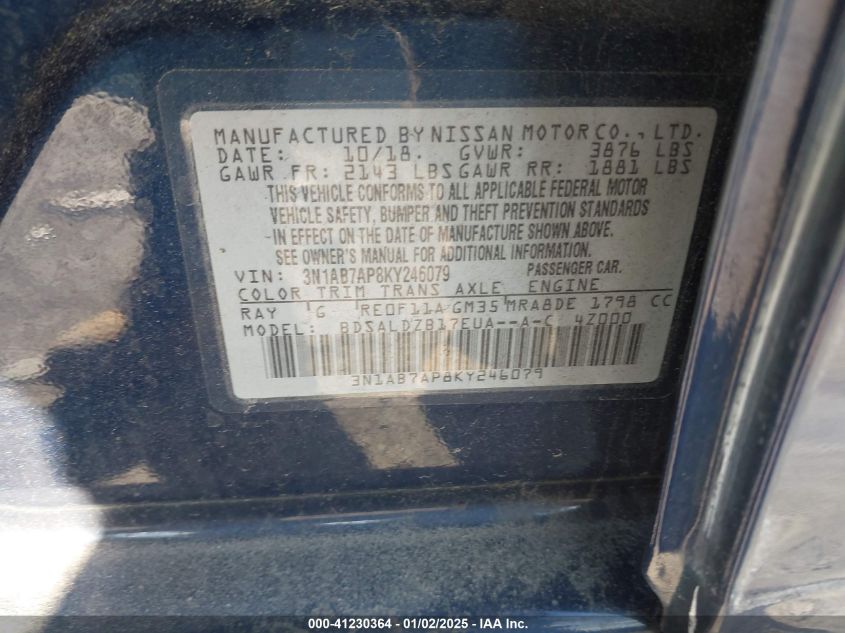 MANUFACTURED BY NISSAN MOTOR CO., LTD.
DATE: 10/18. GVWR: 3876 LBS
GAWR FR: 2143 LBS GAWR RR: 1881 LBS
THIS VEHICLE CONFORMS TO ALL APPLICABLE FEDERAL MOTOR
VEHICLE SAFETY, BUMPER AND THEFT PREVENTION STANDARDS
IN EFFECT ON THE DATE OF MANUFACTURE SHOWN ABOVE.
SEE OWNER'S MANUAL FOR ADDITIONAL INFORMATION.
VIN: 3N1AB7AP8KY246079 PASSENGER CAR.
COLOR TRIM TRANS AXLE ENGINE
RAY G RE0F11A GM35 MRA8DE 1798 CC
MODEL: BDSALDZB17EUA--A-C 4Z000
3N1AB7AP8KY246079
000-41230364 - 01/02/2025 - IAA, Inc.